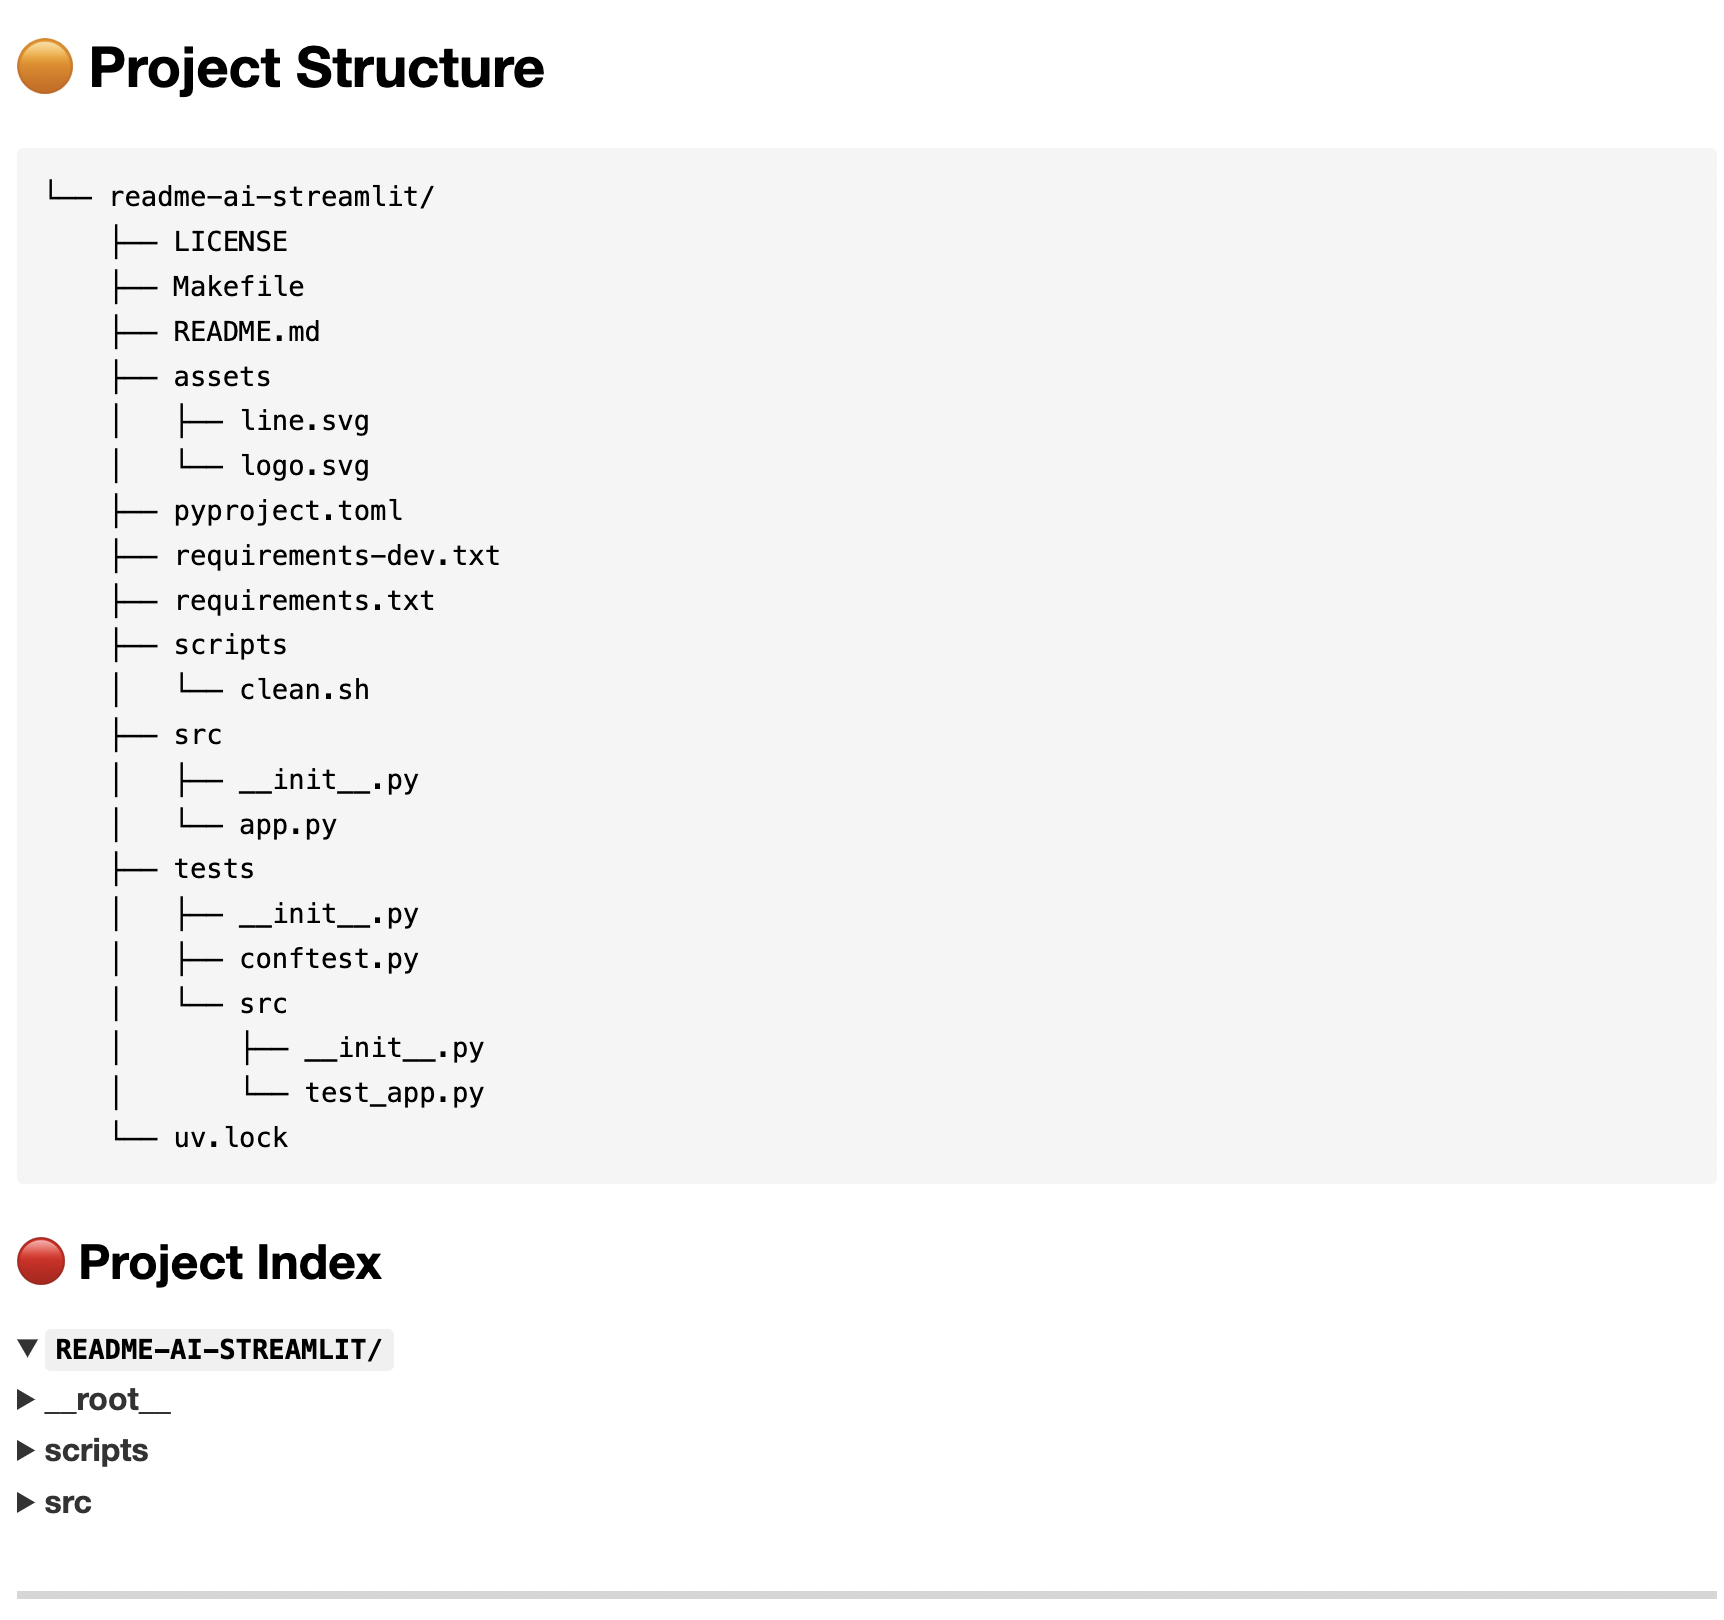 Project Structure
└── readme-ai-streamlit/
    ├── LICENSE
    ├── Makefile
    ├── README.md
    ├── assets
    │   ├── line.svg
    │   └── logo.svg
    ├── pyproject.toml
    ├── requirements-dev.txt
    ├── requirements.txt
    ├── scripts
    │   └── clean.sh
    ├── src
    │   ├── __init__.py
    │   └── app.py
    ├── tests
    │   ├── __init__.py
    │   ├── conftest.py
    │   └── src
    │       ├── __init__.py
    │       └── test_app.py
    └── uv.lock
Project Index
README-AI-STREAMLIT/
__root__
scripts
src